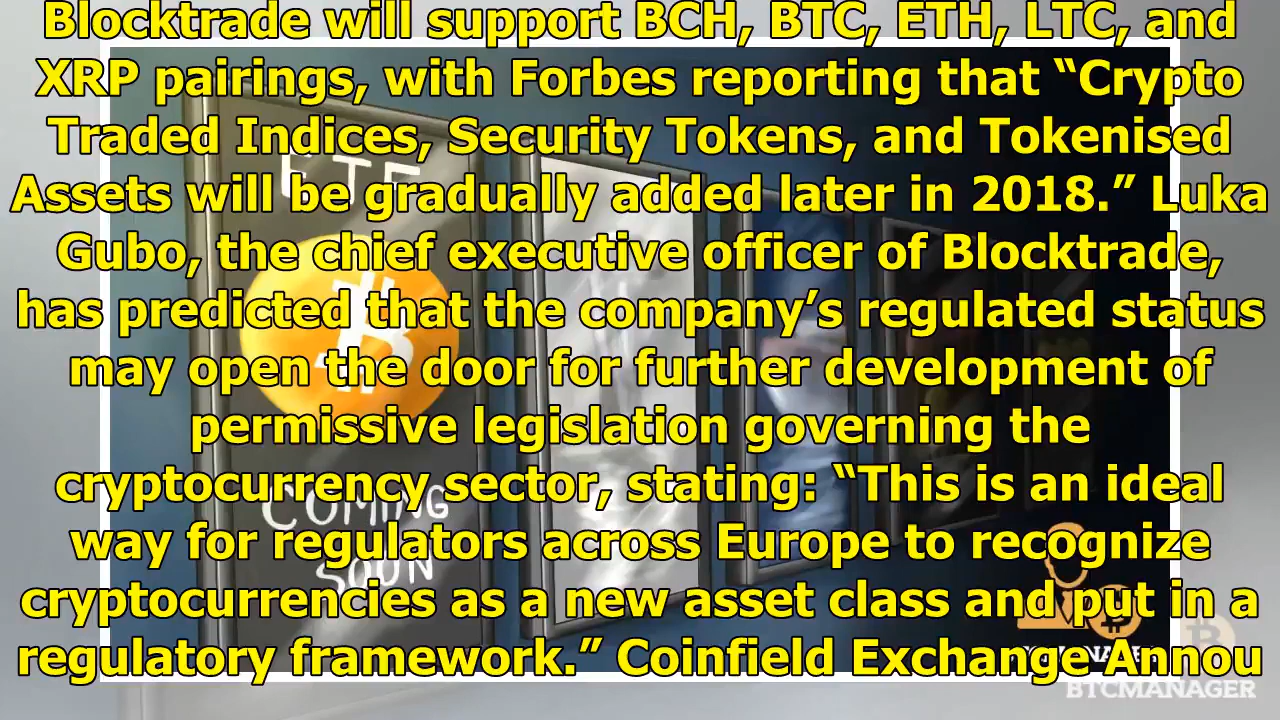 Blocktrade will support BCH, BTC, ETH, LTC, and
XRP pairings, with Forbes reporting that “Crypto
Traded Indices, Security Tokens, and Tokenised
Assets will be gradually added later in 2018.” Luka
Gubo, the chief executive officer of Blocktrade,
has predicted that the company’s regulated status
may open the door for further development of
permissive legislation governing the
cryptocurrency sector, stating: “This is an ideal
way for regulators across Europe to recognize
cryptocurrencies as a new asset class and put in a
regulatory framework.” Coinfield Exchange Annou
ETF
COMING
SOON
BTCMANAGER